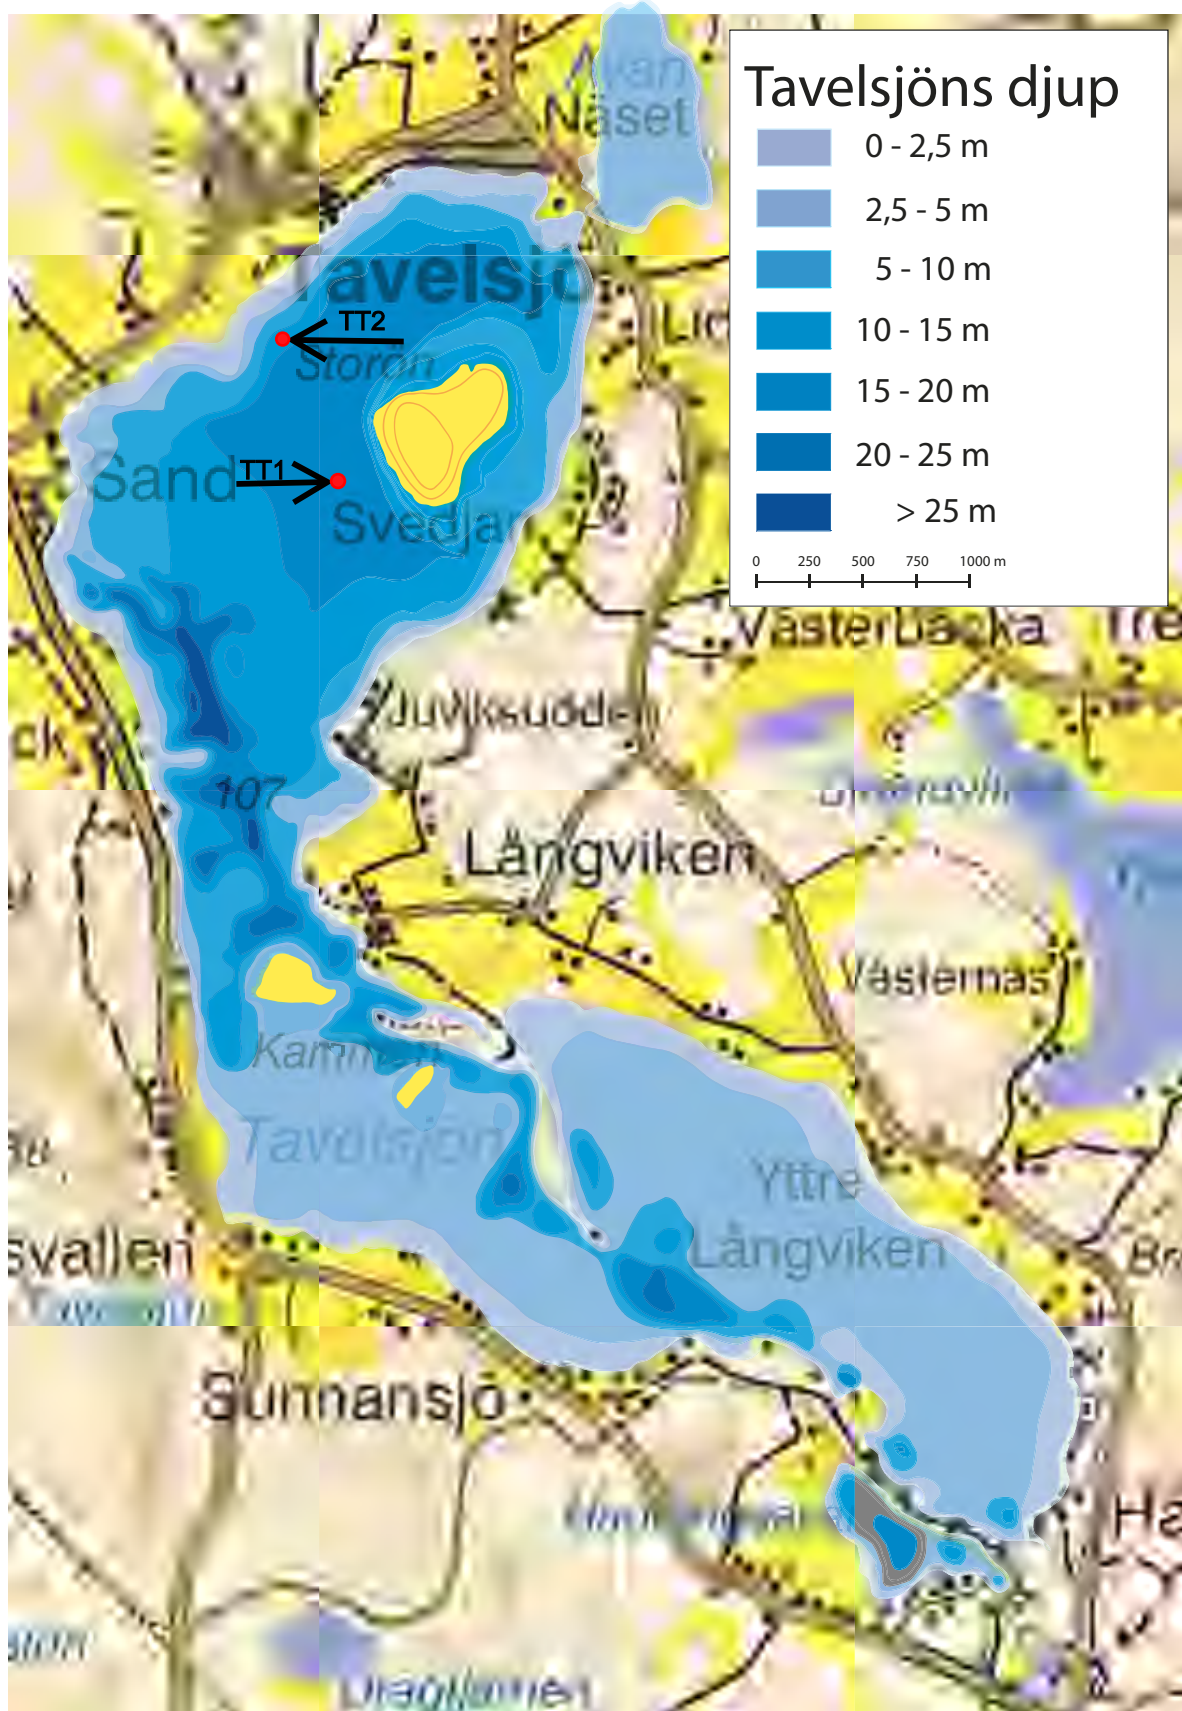 Tavelsjöns djup
0 - 2,5 m
2,5 - 5 m
5 - 10 m
10 - 15 m
15 - 20 m
20 - 25 m
> 25 m
0 250 500 750 1000 m
Näset
Tavelsjö
TT2
Storön
Sand
TT1
Svedjan
Västerbacka
Juviksudden
107
Långviken
Västernäs
Tavelsjön
Yttre
Långviken
svallen
Sunnansjö